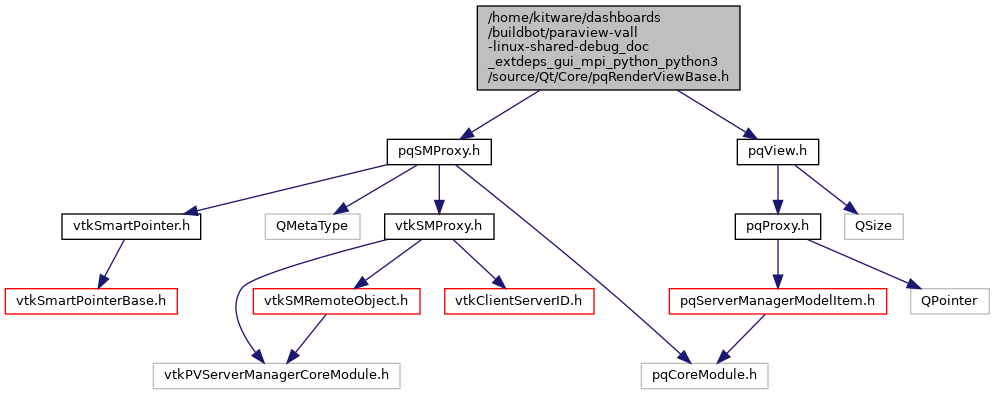 /home/kitware/dashboards
/buildbot/paraview-vall
-linux-shared-debug_doc
_extdeps_gui_mpi_python_python3
/source/Qt/Core/pqRenderViewBase.h
pqSMProxy.h
pqView.h
vtkSmartPointer.h
QMetaType
vtkSMProxy.h
pqProxy.h
QSize
vtkSmartPointerBase.h
vtkSMRemoteObject.h
vtkClientServerID.h
pqServerManagerModelItem.h
QPointer
vtkPVServerManagerCoreModule.h
pqCoreModule.h